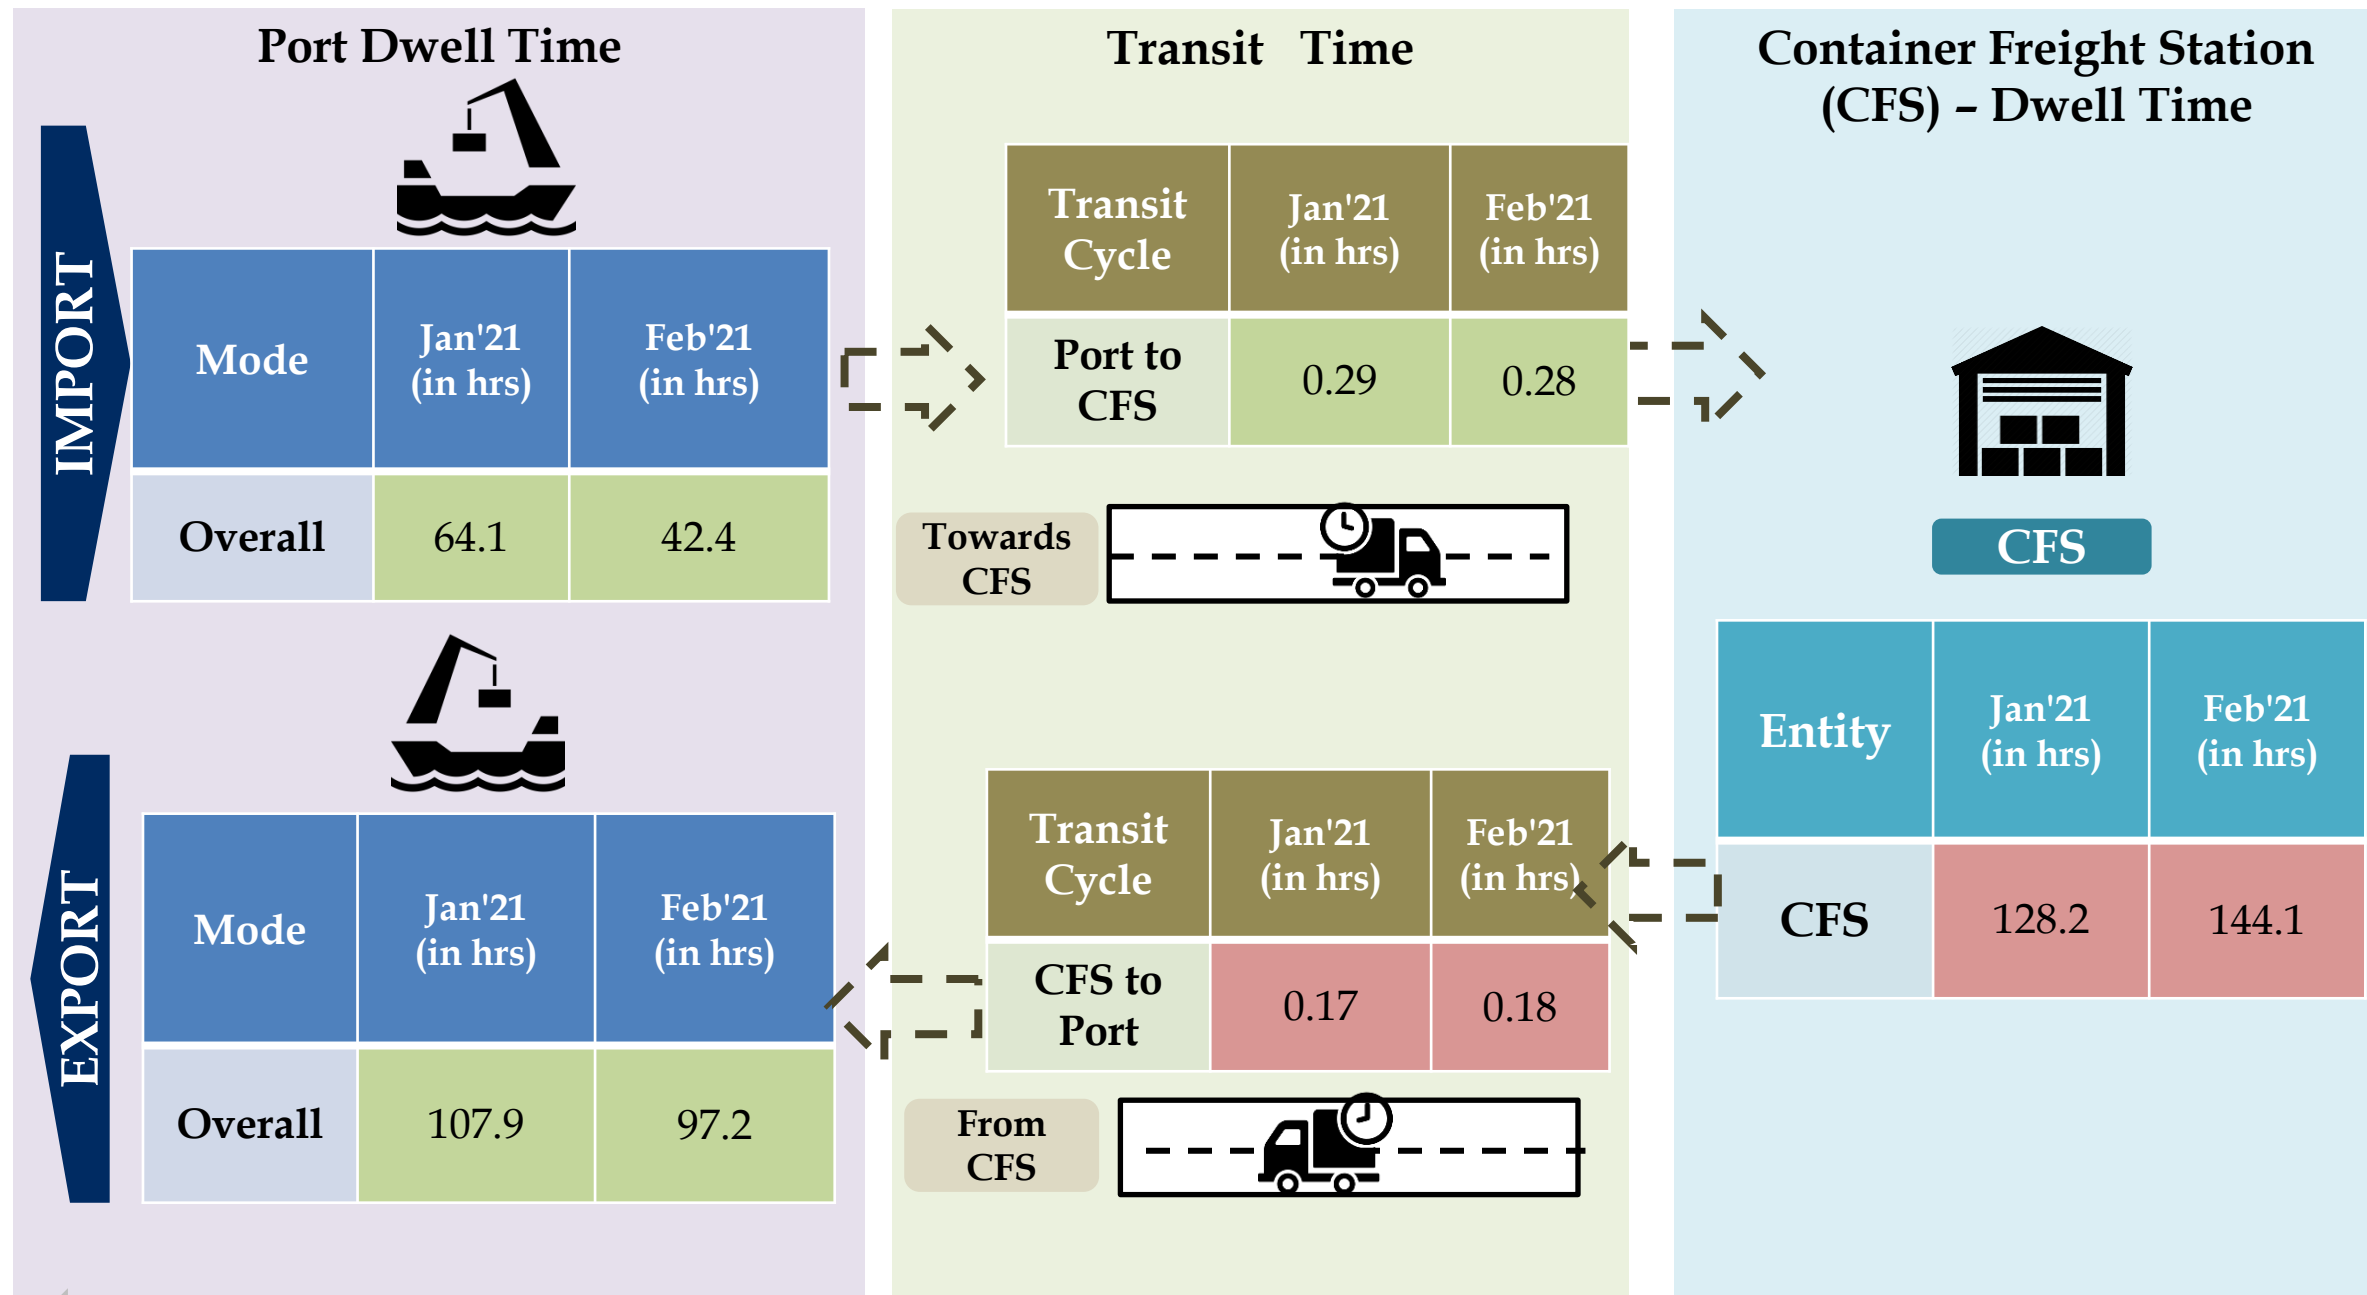 Port Dwell Time
IMPORT
Mode
Jan'21
(in hrs)
Feb'21
(in hrs)
Overall
64.1
42.4
EXPORT
Mode
Jan'21
(in hrs)
Feb'21
(in hrs)
Overall
107.9
97.2
Transit Time
Transit
Cycle
Jan'21
(in hrs)
Feb'21
(in hrs)
Port to
CFS
0.29
0.28
Towards
CFS
Transit
Cycle
Jan'21
(in hrs)
Feb'21
(in hrs)
CFS to
Port
0.17
0.18
From
CFS
Container Freight Station
(CFS) – Dwell Time
CFS
Entity
Jan'21
(in hrs)
Feb'21
(in hrs)
CFS
128.2
144.1